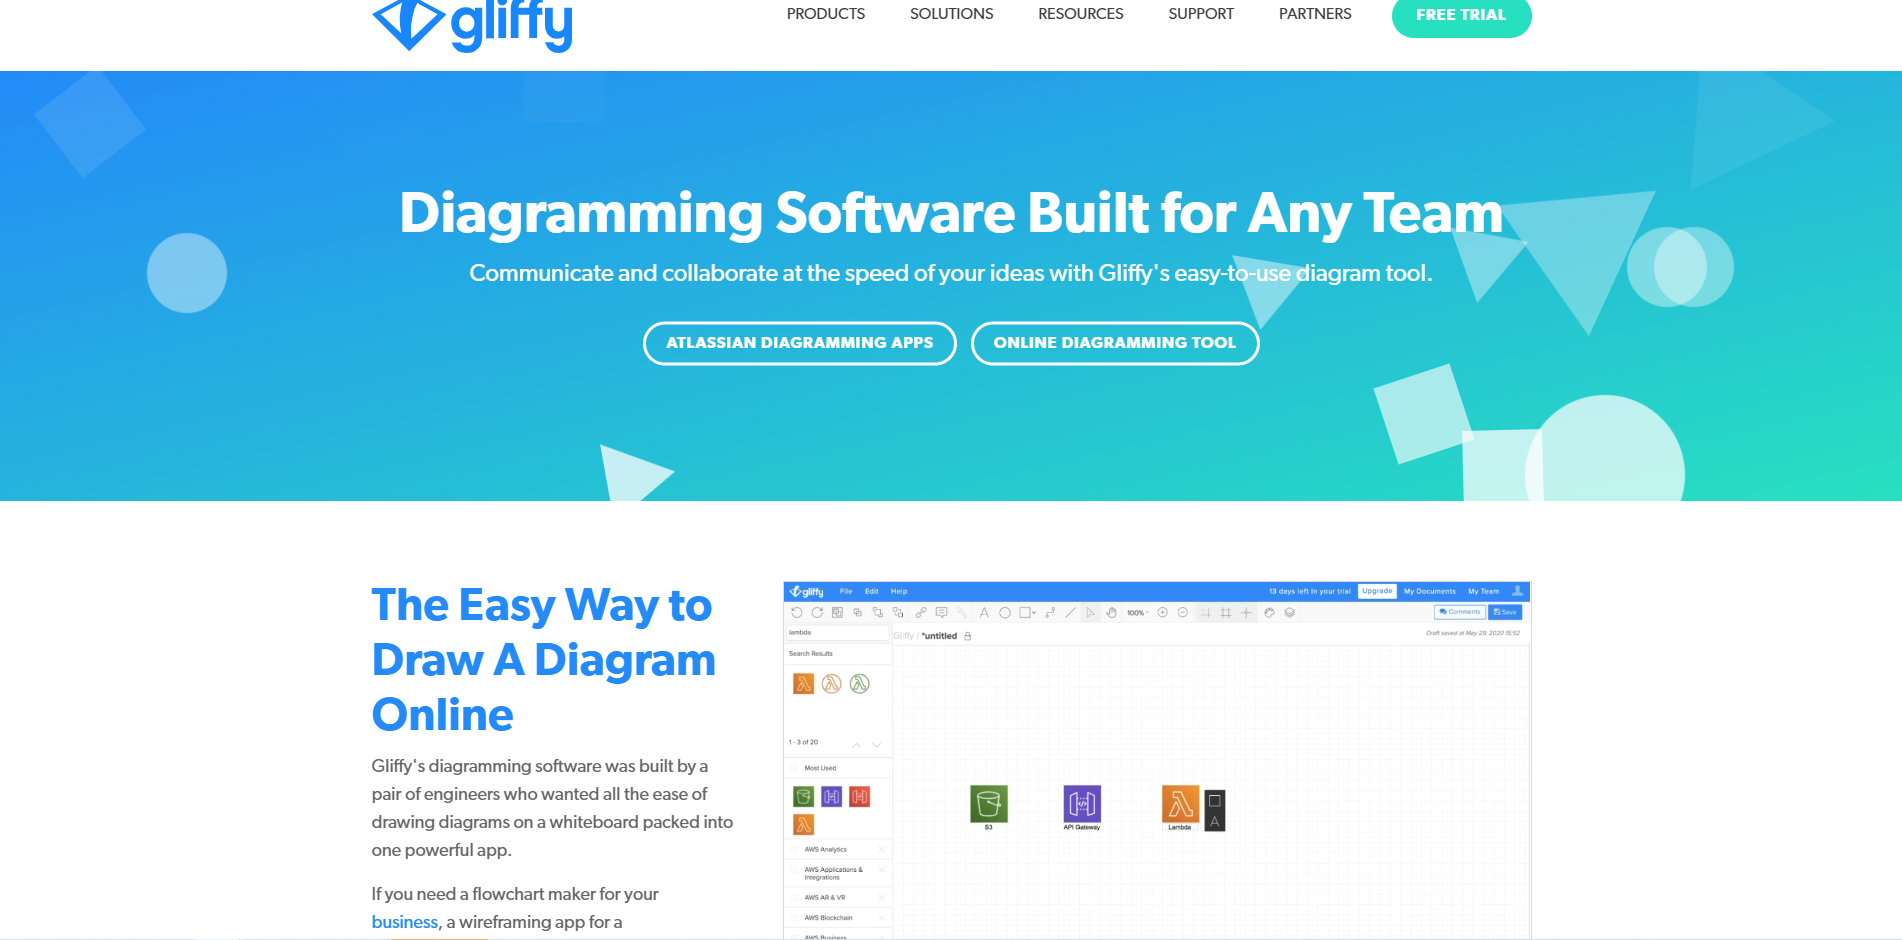 gliffy
PRODUCTS
SOLUTIONS
RESOURCES
SUPPORT
PARTNERS
FREE TRIAL
Diagramming Software Built for Any Team
Communicate and collaborate at the speed of your ideas with Gliffy's easy-to-use diagram tool.
ATLASSIAN DIAGRAMMING APPS
ONLINE DIAGRAMMING TOOL
The Easy Way to
Draw A Diagram
Online
Gliffy's diagramming software was built by a
pair of engineers who wanted all the ease of
drawing diagrams on a whiteboard packed into
one powerful app.
If you need a flowchart maker for your
business, a wireframing app for a
gliffy
File
Edit
Help
13 days left in your trial
Upgrade
My Documents
My Team
A
100%
Comments
Save
lambda
Gliffy / *untitled
Draft saved at May 29, 2020 15:52
Search Results
1 - 3 of 20
Most Used
S3
API Gateway
Lambda
A
AWS Analytics
AWS Applications &
Integrations
AWS AR & VR
AWS Blockchain
AWS Business